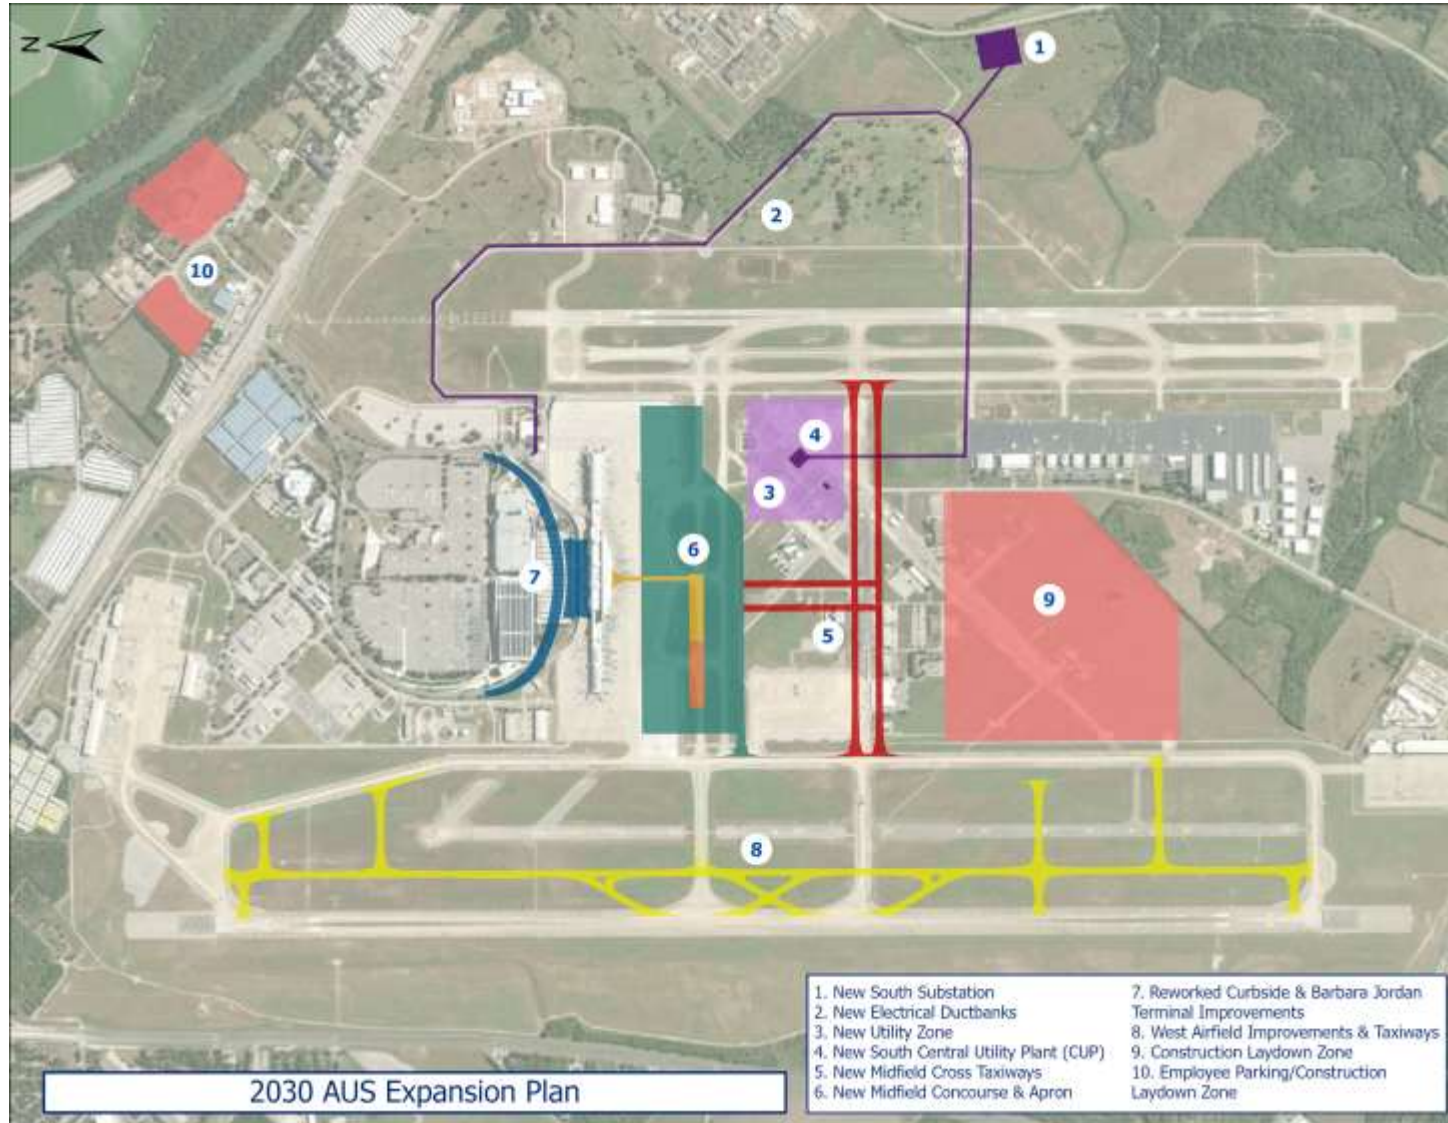 N
1
2
10
4
3
6
7
9
5
8
1. New South Substation
2. New Electrical Ductbanks
3. New Utility Zone
4. New South Central Utility Plant (CUP)
5. New Midfield Cross Taxiways
6. New Midfield Concourse & Apron
7. Reworked Curbside & Barbara Jordan
Terminal Improvements
8. West Airfield Improvements & Taxiways
9. Construction Laydown Zone
10. Employee Parking/Construction
Laydown Zone
2030 AUS Expansion Plan